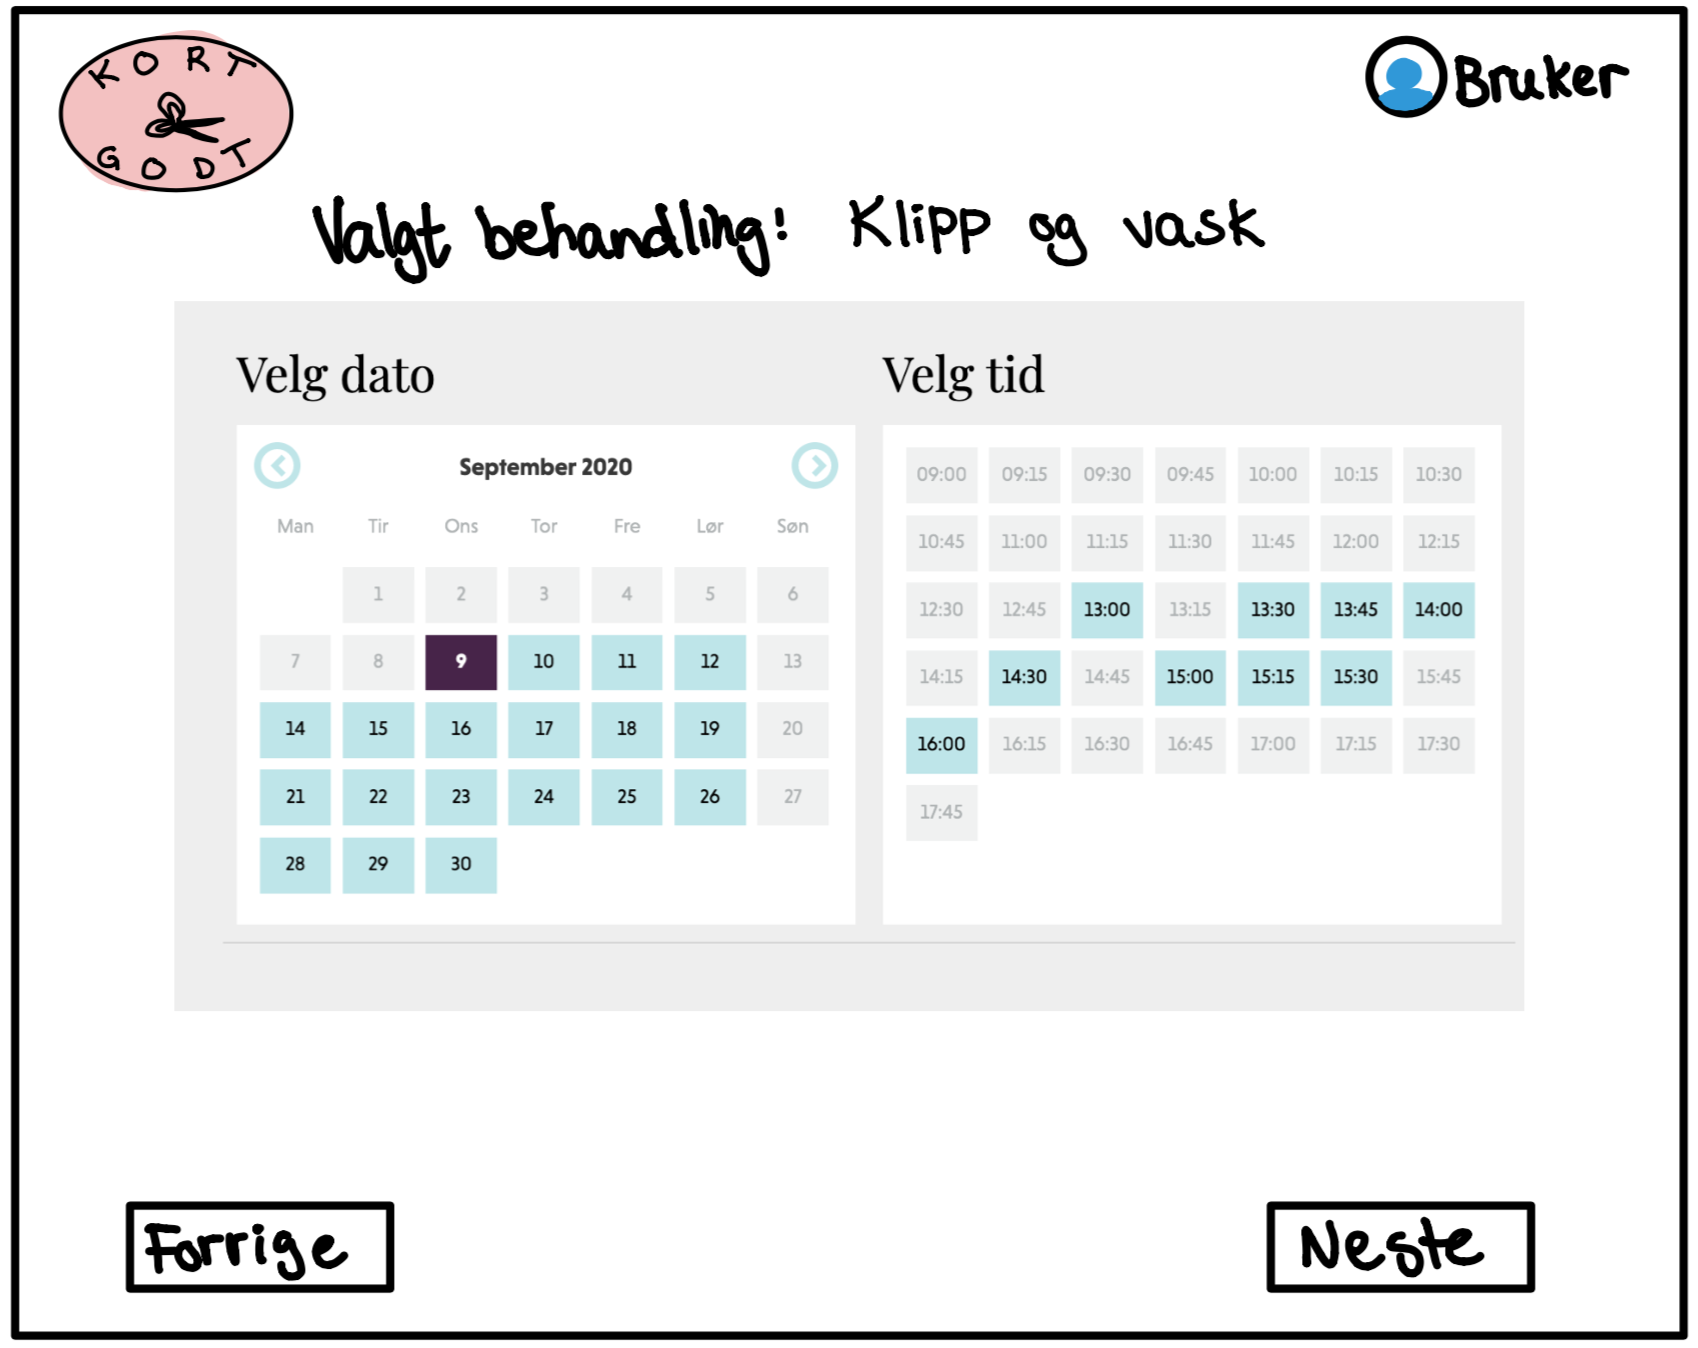 KORT
GODT
Bruker
Valgt behandling: Klipp og vask
Velg dato
September 2020
Man Tir Ons Tor Fre Lør Søn
1 2 3 4 5 6
7 8 9 10 11 12 13
14 15 16 17 18 19 20
21 22 23 24 25 26 27
28 29 30
Velg tid
09:00 09:15 09:30 09:45 10:00 10:15 10:30
10:45 11:00 11:15 11:30 11:45 12:00 12:15
12:30 12:45 13:00 13:15 13:30 13:45 14:00
14:15 14:30 14:45 15:00 15:15 15:30 15:45
16:00 16:15 16:30 16:45 17:00 17:15 17:30
17:45
Forrige
Neste